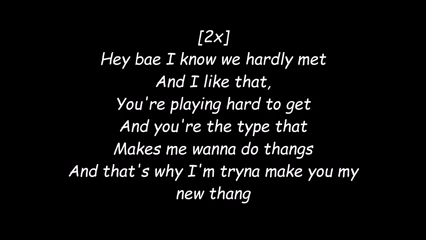 [2x]
Hey bae I know we hardly met
And I like that,
You're playing hard to get
And you're the type that
Makes me wanna do thangs
And that's why I'm tryna make you my
new thang